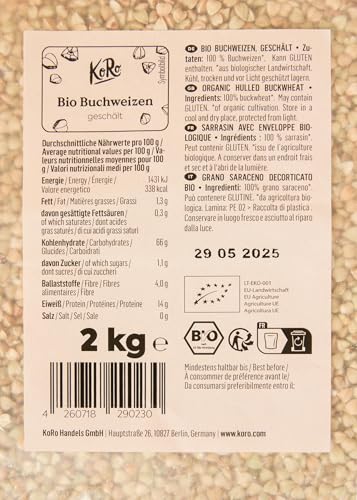 KoRo
Symbolbild
Bio Buchweizen
geschält
Durchschnittliche Nährwerte pro 100 g /
Average nutritional values per 100 g /
Valeurs nutritionnelles moyennes pour 100 g
/ Valori nutrizionali medi per 100 g
Energie / Energy / Énergie / 1431 kJ
Valore energetico 338 kcal
Fett / Fat / Matières grasses / Grassi 1,3 g
davon gesättigte Fettsäuren / 0,3 g
of which saturates / dont acides
gras saturés / di cui acidi grassi saturi
Kohlenhydrate / Carbohydrates / 66 g
Glucides / Carboidrati
davon Zucker / of which sugars / 1,1 g
dont sucres / di cui zuccheri
Ballaststoffe / Fibre / Fibres 4,0 g
alimentaires / Fibre
Eiweiß / Protein / Protéines / Proteine 14 g
Salz / Salt / Sel / Sale 0 g
2 kg e
4 260718 290230
KoRo Handels GmbH | Hauptstraße 26, 10827 Berlin, Germany | www.koro.com
DE BIO BUCHWEIZEN, GESCHÄLT • Zu-
taten: 100 % Buchweizen*. Kann GLUTEN
enthalten. *aus biologischer Landwirtschaft.
Kühl, trocken und vor Licht geschützt lagern.
GB ORGANIC HULLED BUCKWHEAT •
Ingredients: 100% buckwheat*. May contain
GLUTEN. *of organic cultivation. Store in a
cool and dry place, protected from light.
FR SARRASIN AVEC ENVELOPPE BIO-
LOGIQUE • Ingrédients : 100 % sarrasin*.
Peut contenir GLUTEN. *issu de l'agriculture
biologique. À conserver dans un endroit frais
et sec et à l'abri de la lumière.
IT GRANO SARACENO DECORTICATO
BIO • Ingredienti: 100% grano saraceno*.
Può contenere GLUTINE. *da agricoltura bio-
logica. Lamina: PE 02 - Raccolta di plastica.
Conservare in luogo fresco e asciutto al riparo
dalla luce.
29 05 2025
LT-EKO-001
EU-Landwirtschaft
EU Agriculture
Agriculture UE
Agricoltura UE
BIO
FR
Mindestens haltbar bis / Best before /
À consommer de préférence avant le /
Da consumarsi preferibilmente entro il